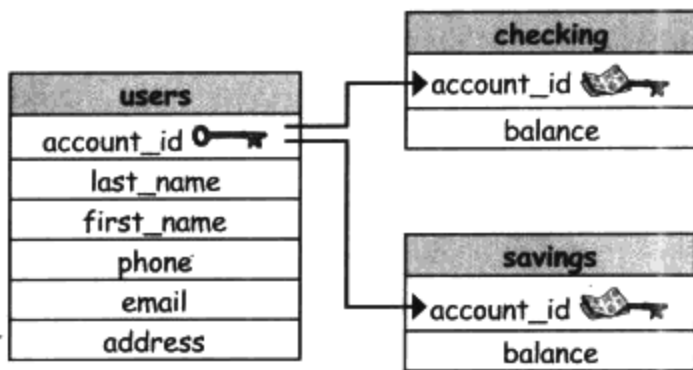 users
account_id
last_name
first_name
phone
email
address
checking
account_id
balance
savings
account_id
balance